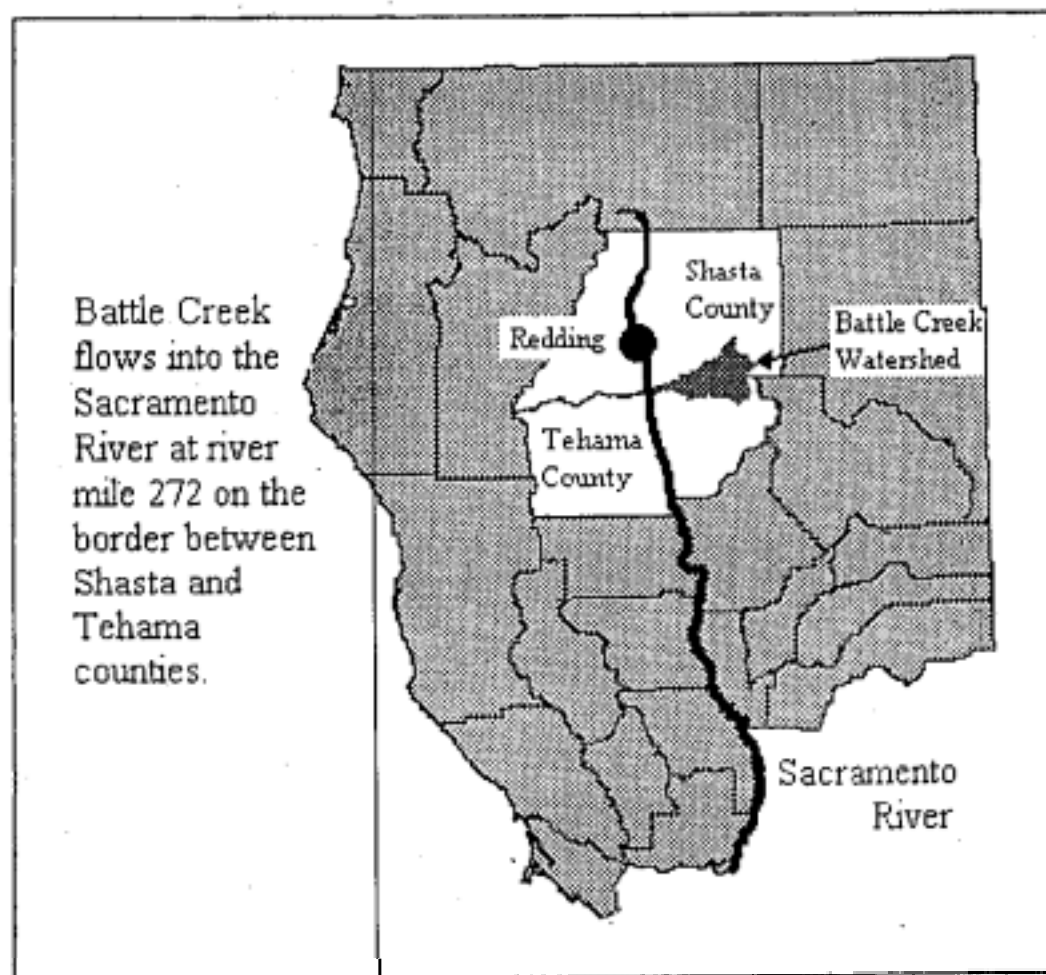 Battle Creek
flows into the
Sacramento
River at river
mile 272 on the
border between
Shasta and
Tehama
counties.
Shasta
County
Redding
Battle Creek
Watershed
Tehama
County
Sacramento
River